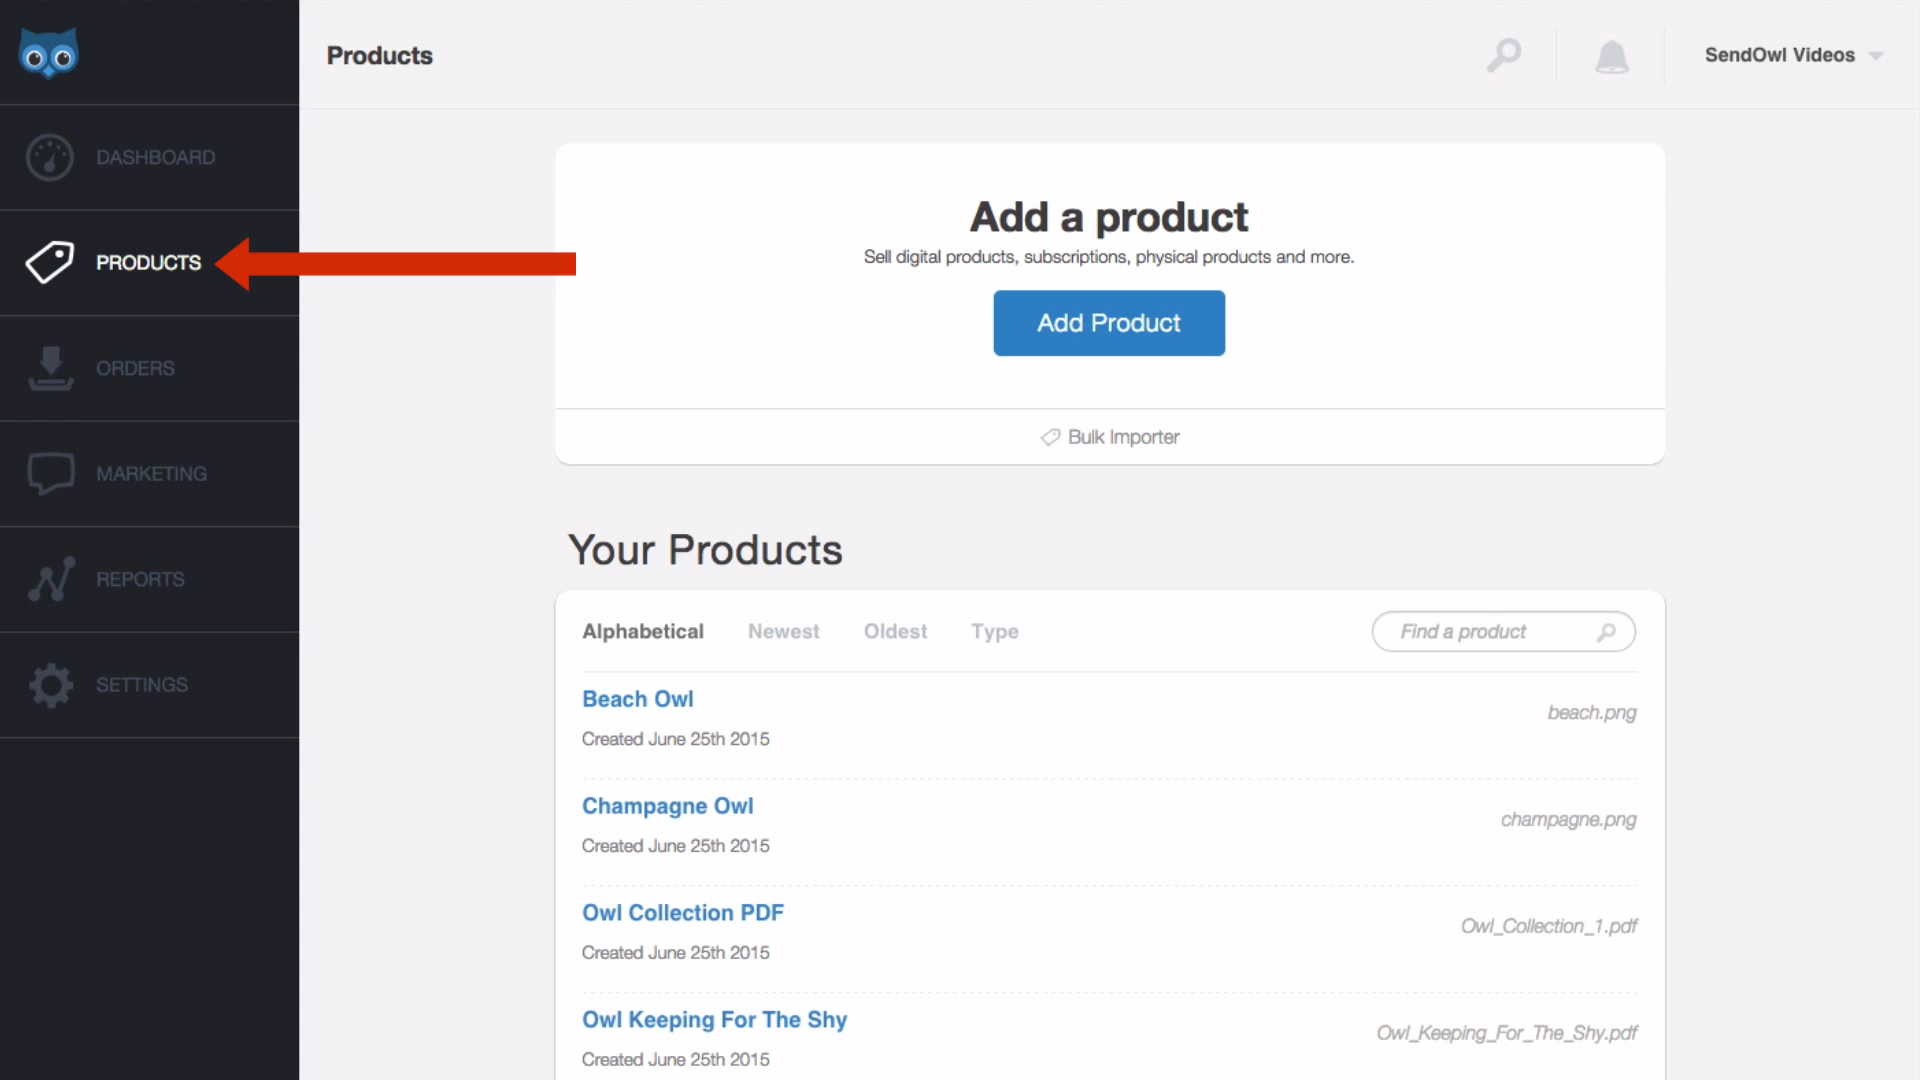 Products
SendOwl Videos
DASHBOARD
PRODUCTS
ORDERS
MARKETING
REPORTS
SETTINGS
Add a product
Sell digital products, subscriptions, physical products and more.
Add Product
Bulk Importer
Your Products
Alphabetical Newest Oldest Type Find a product
Beach Owl
beach.png
Created June 25th 2015
Champagne Owl
champagne.png
Created June 25th 2015
Owl Collection PDF
Owl_Collection_1.pdf
Created June 25th 2015
Owl Keeping For The Shy
Owl_Keeping_For_The_Shy.pdf
Created June 25th 2015